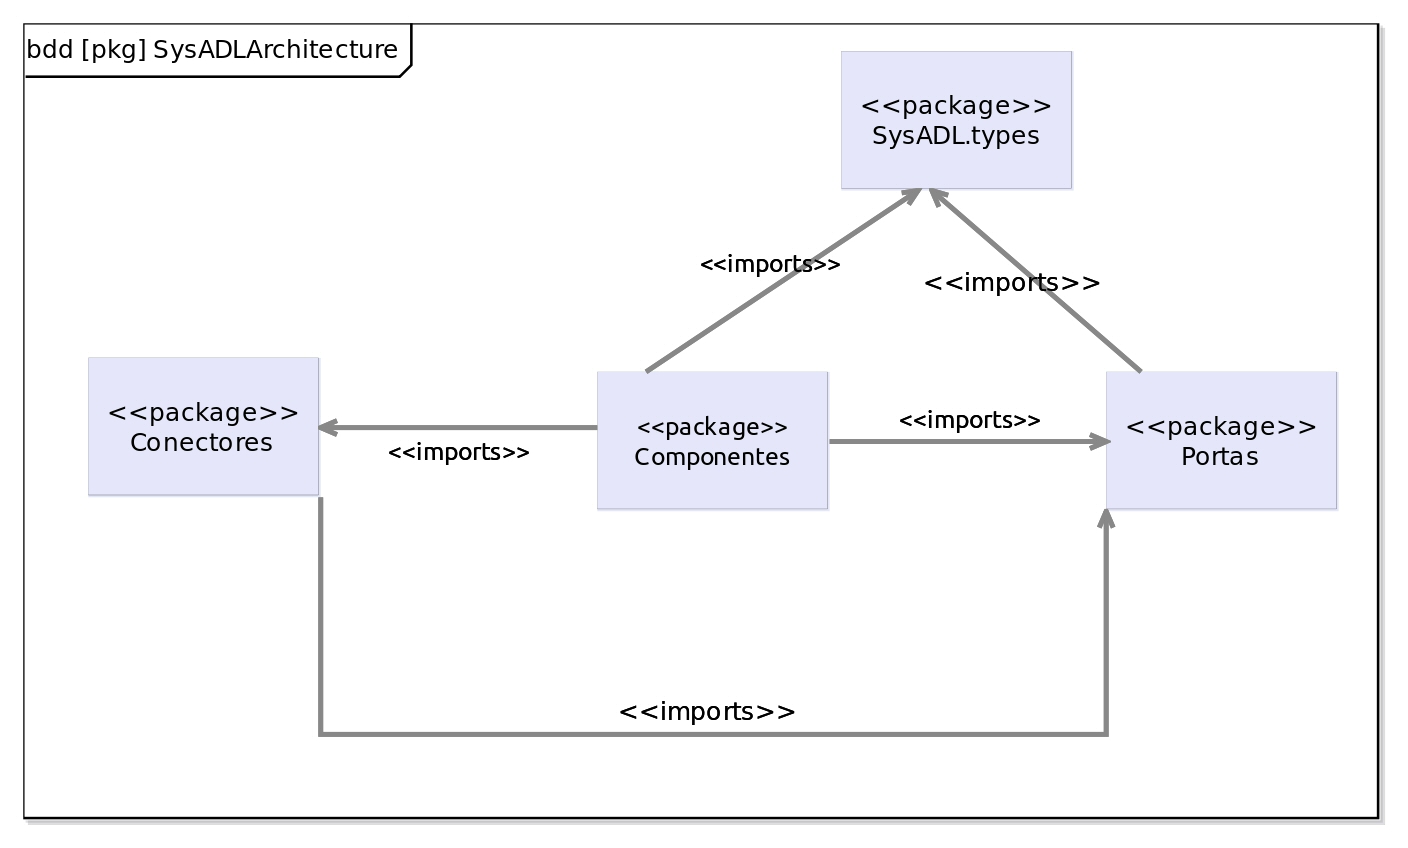 bdd [pkg] SysADLArchitecture
<<package>>
SysADL.types
<<imports>>
<<imports>>
<<package>>
Conectores
<<imports>>
<<package>>
Componentes
<<imports>>
<<package>>
Portas
<<imports>>